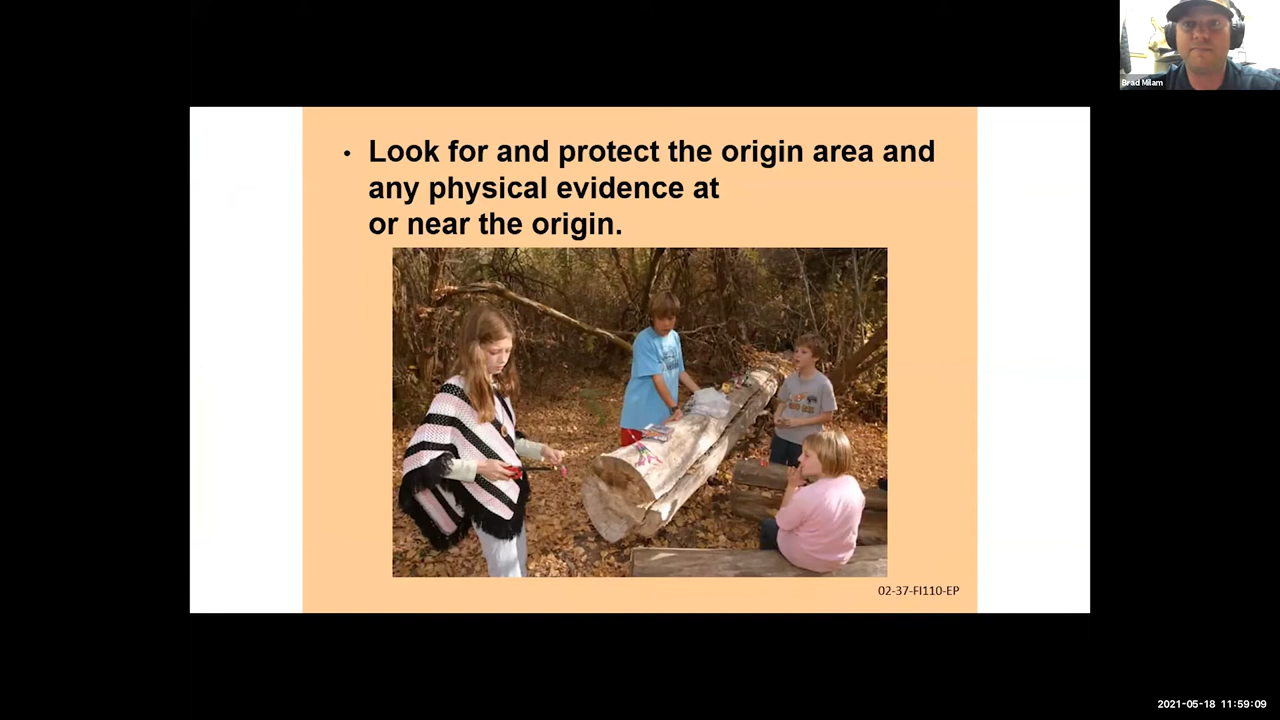 Brad Milam
• Look for and protect the origin area and
any physical evidence at
or near the origin.
02-37-FI110-EP
2021-05-18 11:59:09